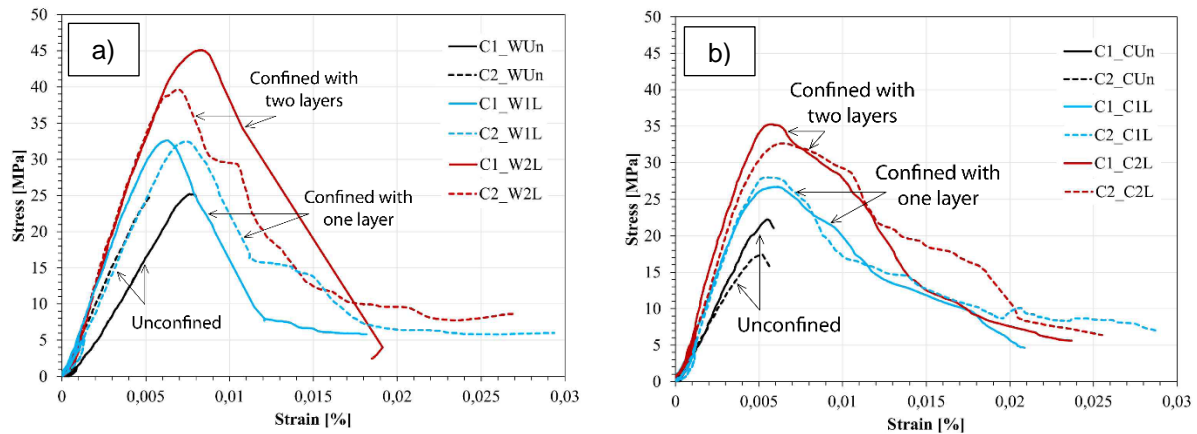 a)
Stress [MPa]
50
45
40
35
30
25
20
15
10
5
0
0
0,005
0,01
0,015
0,02
0,025
0,03
Strain [%]
C1_WUn
C2_WUn
C1_W1L
C2_W1L
C1_W2L
C2_W2L
Confined with
two layers
Confined with
one layer
Unconfined
b)
Stress [MPa]
50
45
40
35
30
25
20
15
10
5
0
0
0,005
0,01
0,015
0,02
0,025
0,03
Strain [%]
C1_CUn
C2_CUn
C1_C1L
C2_C1L
C1_C2L
C2_C2L
Confined with
two layers
Confined with
one layer
Unconfined